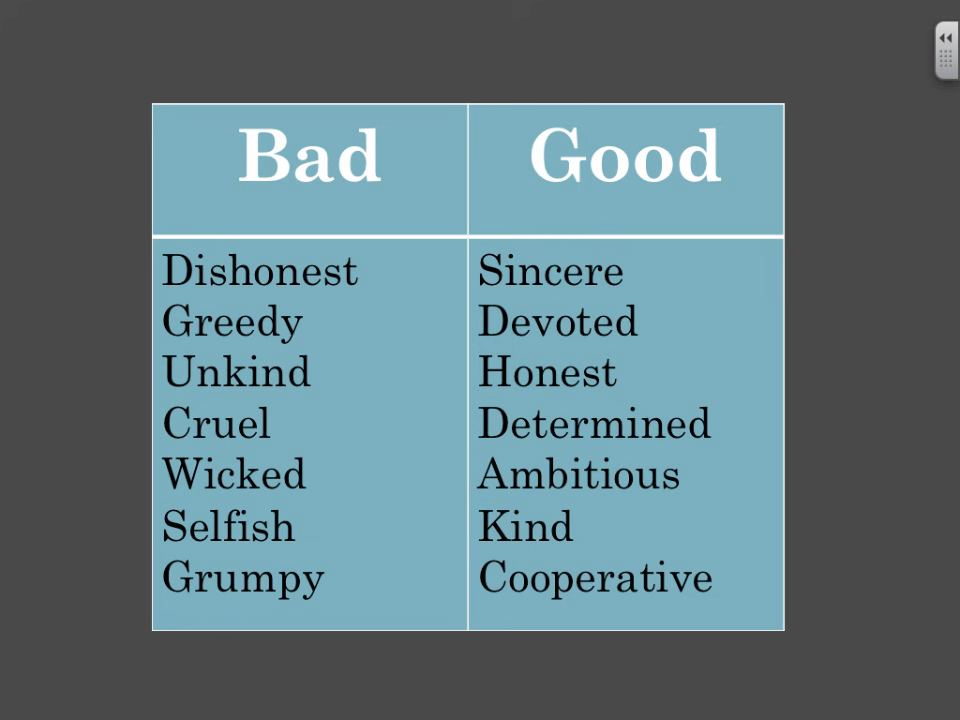 Bad Good
Dishonest Sincere
Greedy Devoted
Unkind Honest
Cruel Determined
Wicked Ambitious
Selfish Kind
Grumpy Cooperative